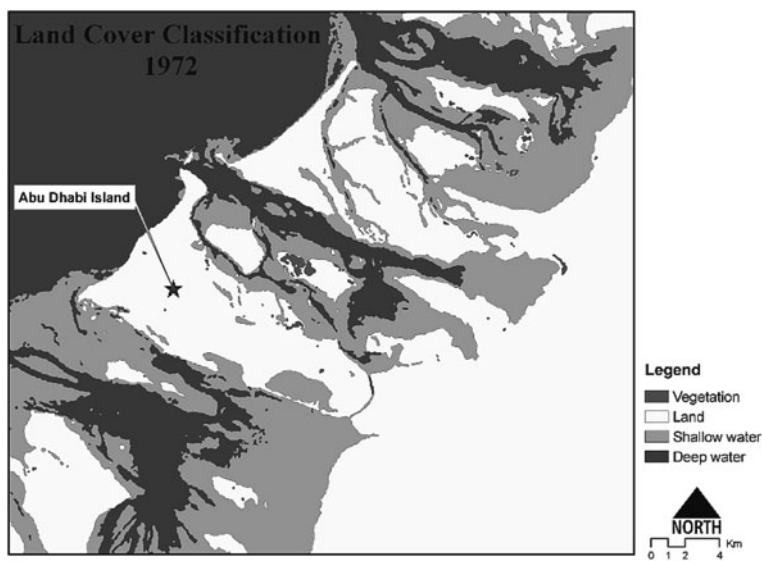 Land Cover Classification
1972
Abu Dhabi Island
Legend
Vegetation
Land
Shallow water
Deep water
NORTH
Km
0 1 2 4